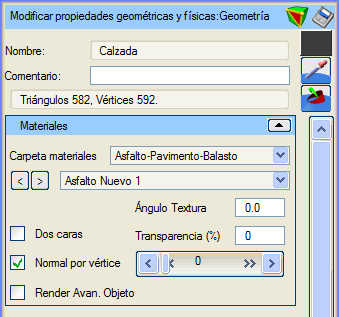 Modificar propiedades geométricas y físicas:Geometría
Nombre: Calzada
Comentario:
Triángulos 582, Vértices 592.
Materiales
Carpeta materiales Asfalto-Pavimento-Balasto
< > Asfalto Nuevo 1
Ángulo Textura 0.0
Dos caras Transparencia (%) 0
Normal por vértice 0
Render Avan. Objeto